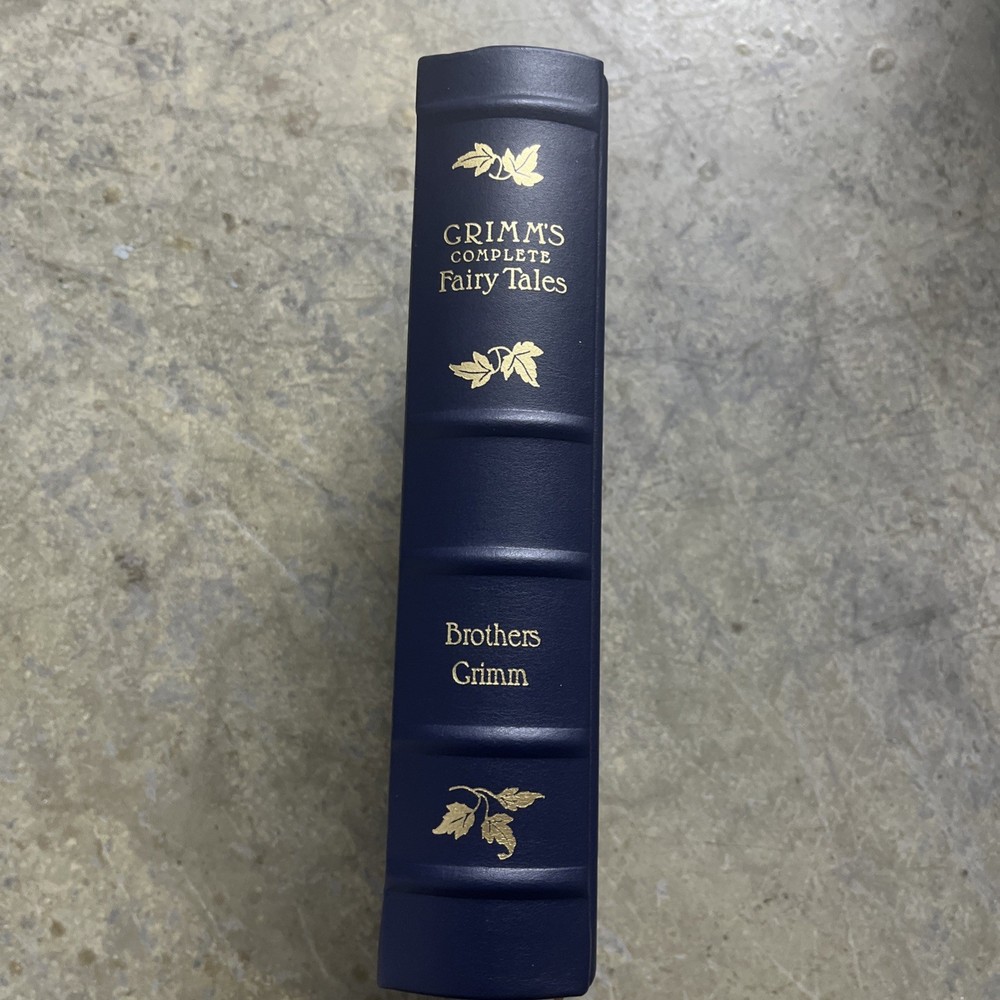 GRIMM'S
COMPLETE
Fairy Tales
Brothers
Grimm